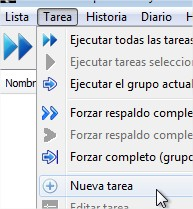 Lista Tarea Historia Diario
Ejecutar todas las tareas
Ejecutar tareas seleccion
Nombr
Ejecutar el grupo actual
Forzar respaldo comple
Forzar respaldo comple
Forzar completo (grupo
Nueva tarea
Editar tarea